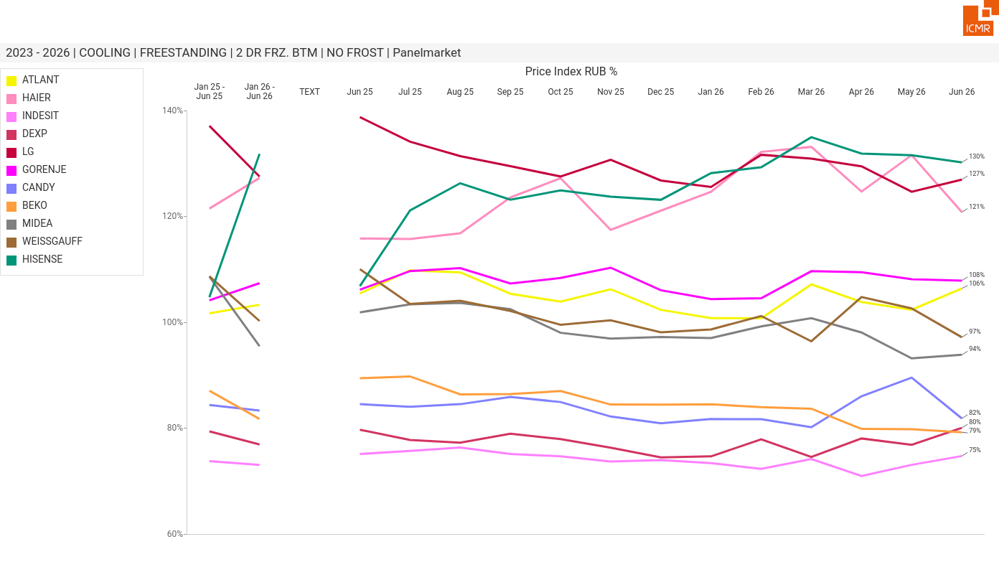 ICMR
2023 - 2026 | COOLING | FREESTANDING | 2 DR FRZ. BTM | NO FROST | Panelmarket
Price Index RUB %
ATLANT
HAIER
INDESIT
DEXP
LG
GORENJE
CANDY
BEKO
MIDEA
WEISSGAUFF
HISENSE
Jan 25 -
Jun 25
Jan 26 -
Jun 26
TEXT
Jun 25
Jul 25
Aug 25
Sep 25
Oct 25
Nov 25
Dec 25
Jan 26
Feb 26
Mar 26
Apr 26
May 26
Jun 26
140%
120%
100%
80%
60%
130%
127%
121%
108%
106%
97%
94%
82%
80%
79%
75%